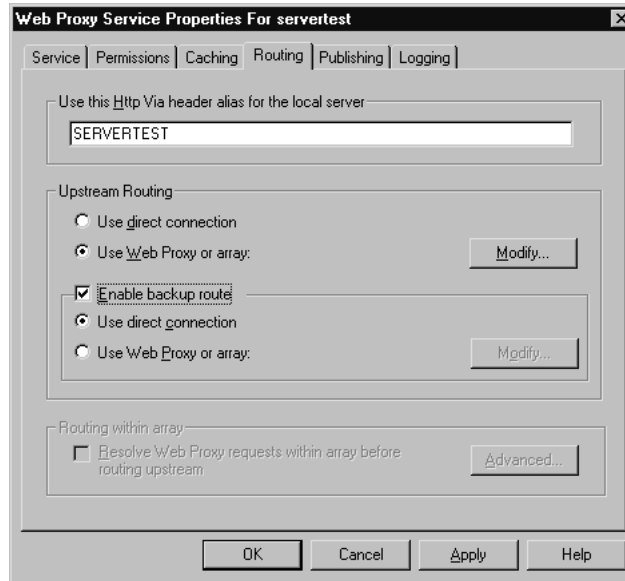 Web Proxy Service Properties For servertest
Service Permissions Caching Routing Publishing Logging
Use this Http Via header alias for the local server
SERVERTEST
Upstream Routing
Use direct connection
Use Web Proxy or array:
Modify...
Enable backup route
Use direct connection
Use Web Proxy or array:
Modify...
Routing within array
Resolve Web Proxy requests within array before
routing upstream
Advanced...
OK Cancel Apply Help